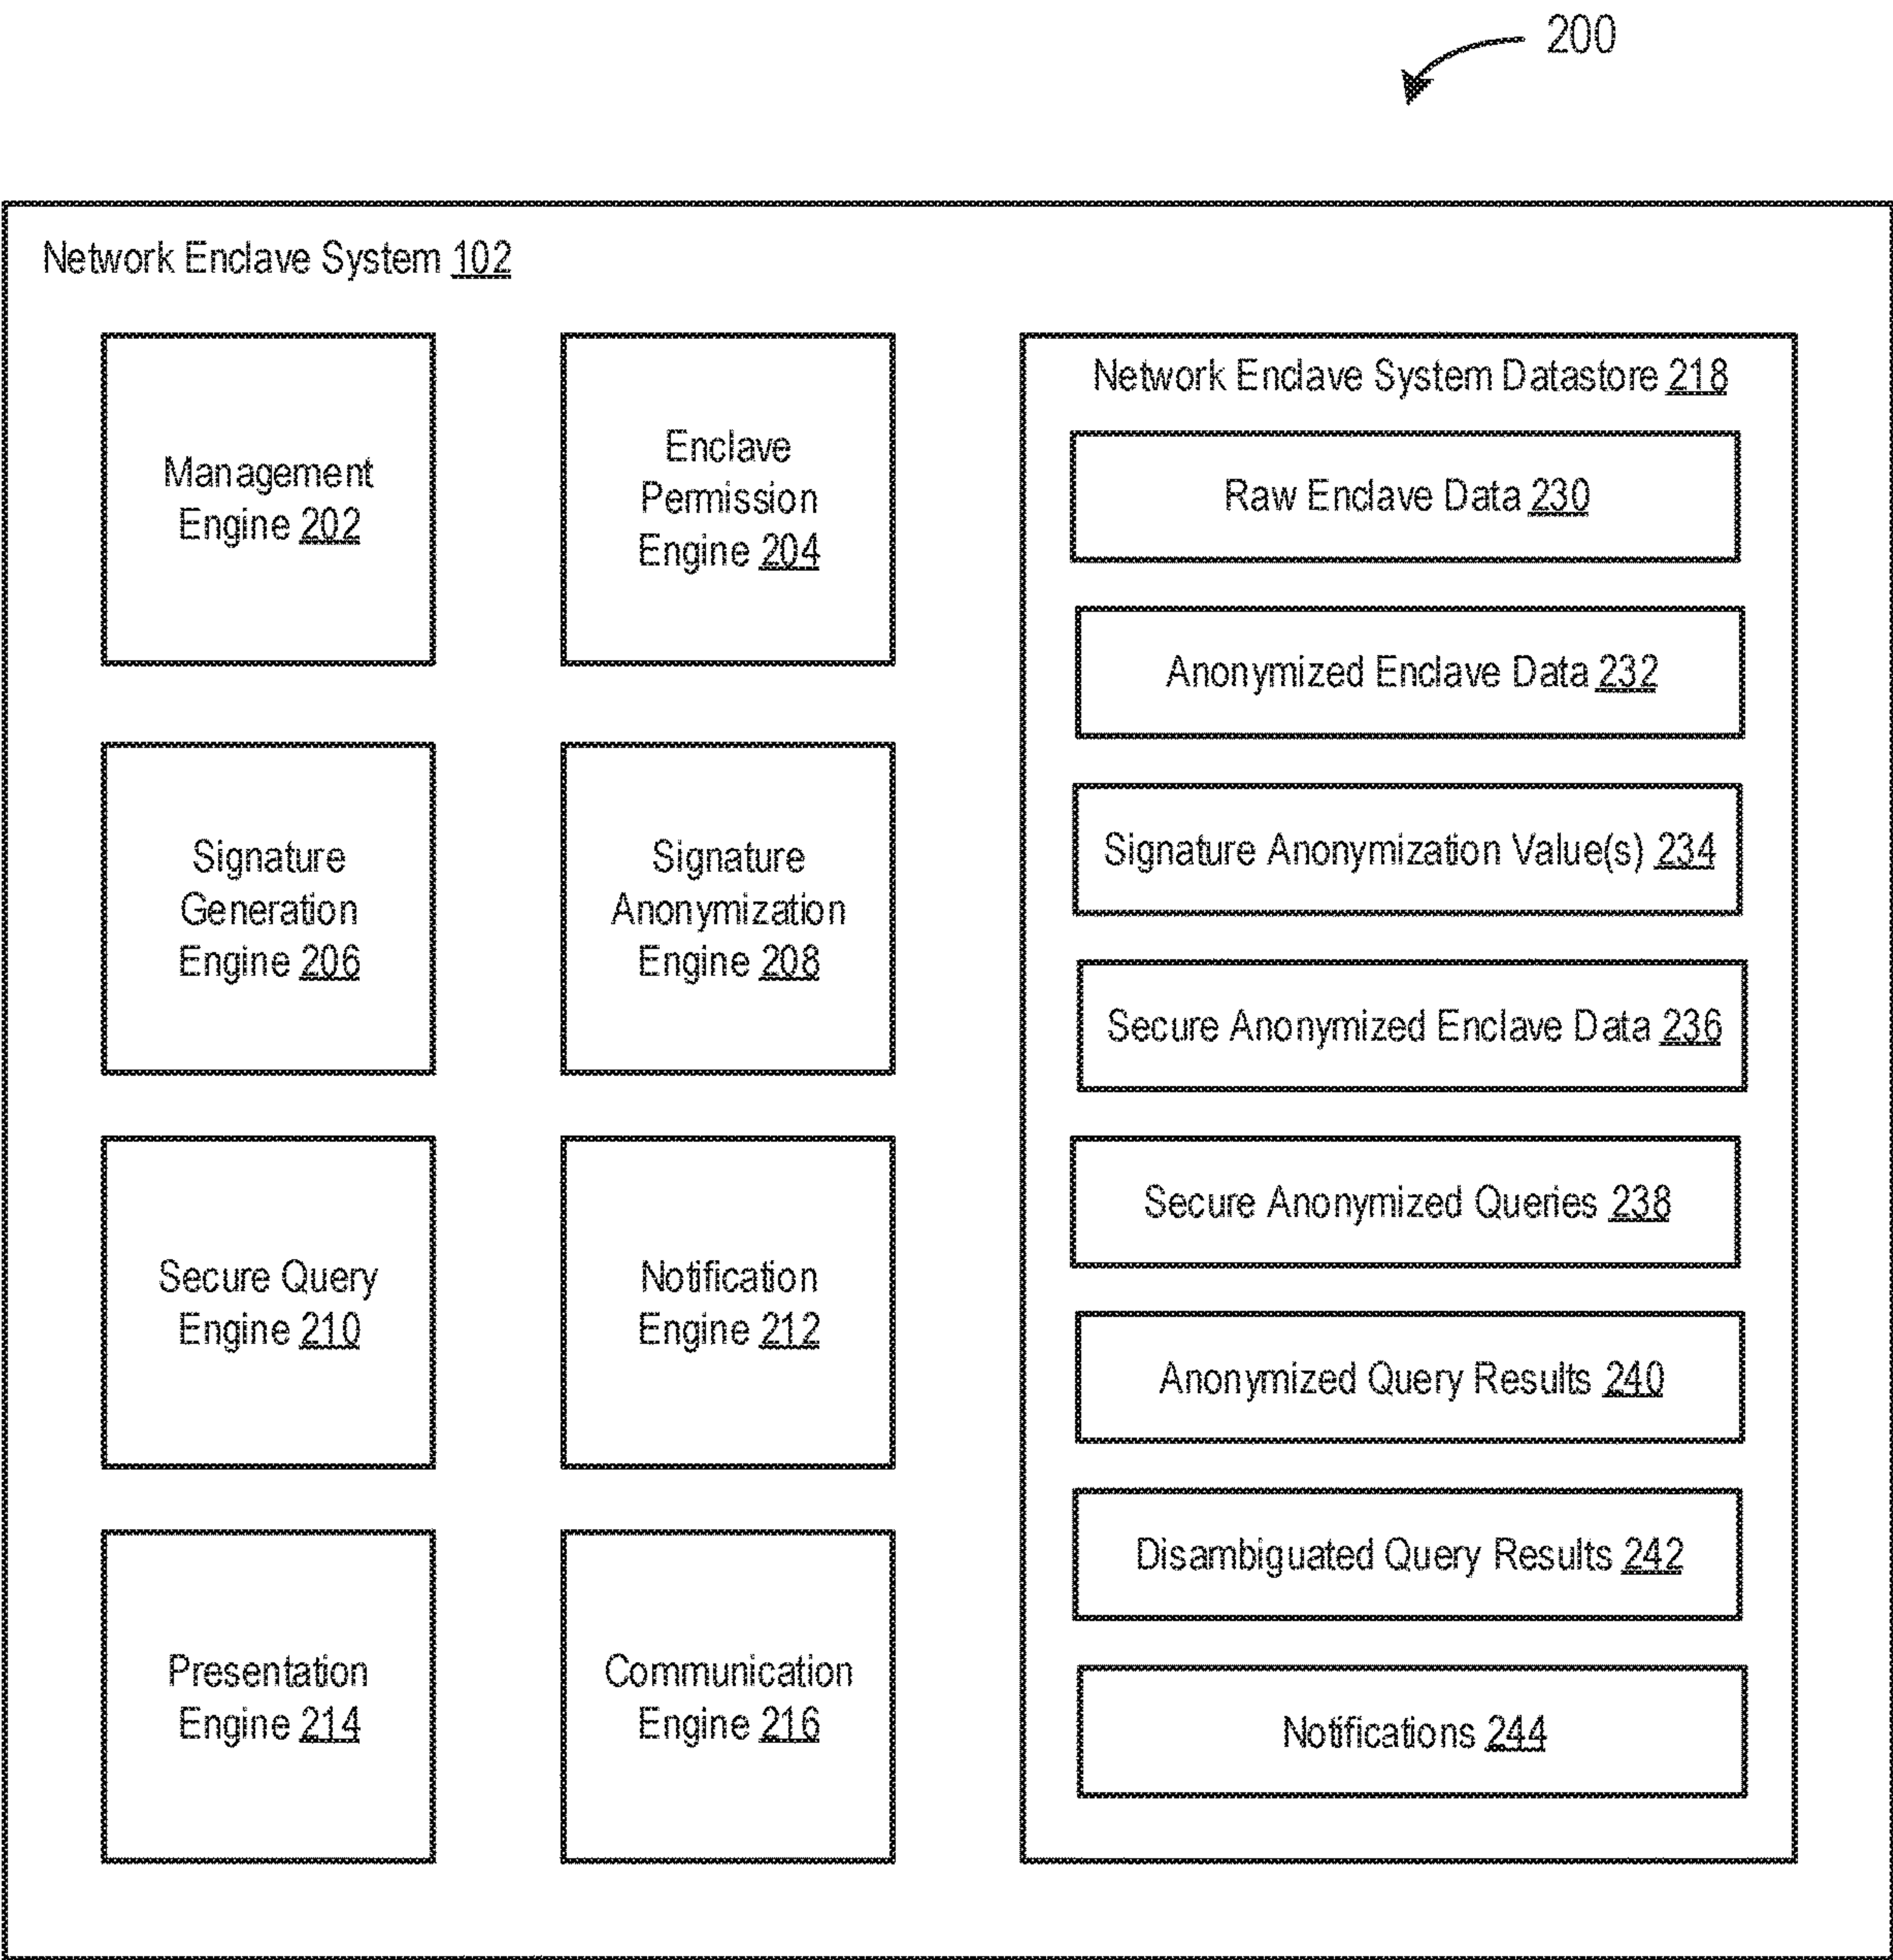 200
Network Enclave System 102
Management
Engine 202
Enclave
Permission
Engine 204
Signature
Generation
Engine 206
Signature
Anonymization
Engine 208
Secure Query
Engine 210
Notification
Engine 212
Presentation
Engine 214
Communication
Engine 216
Network Enclave System Datastore 218
Raw Enclave Data 230
Anonymized Enclave Data 232
Signature Anonymization Value(s) 234
Secure Anonymized Enclave Data 236
Secure Anonymized Queries 238
Anonymized Query Results 240
Disambiguated Query Results 242
Notifications 244